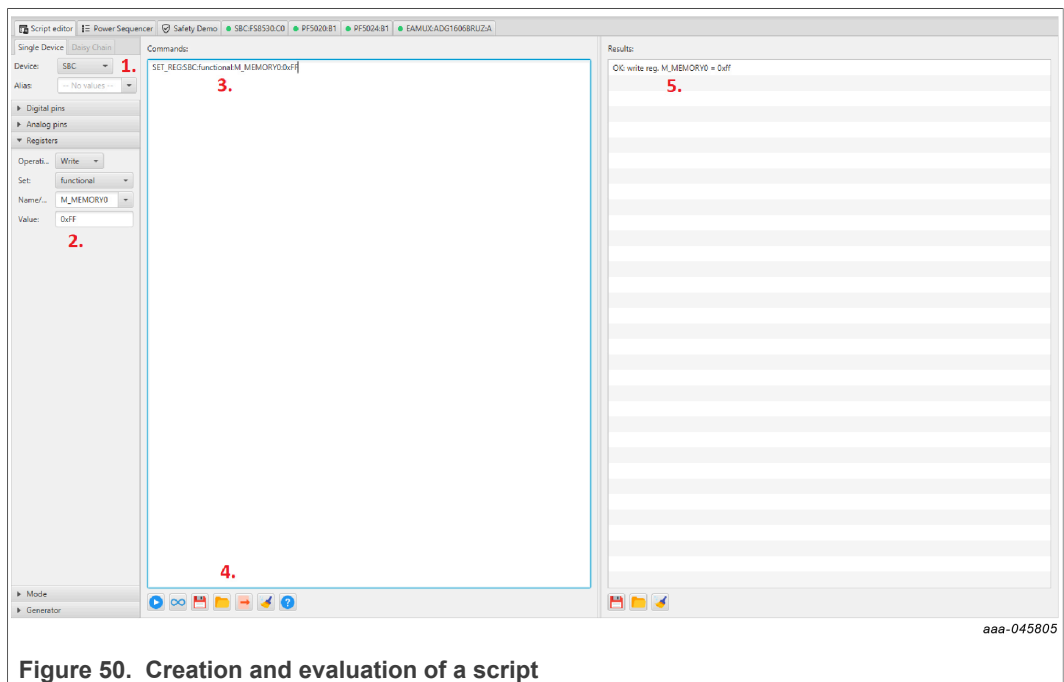 Script editor Power Sequencer Safety Demo SBC:FS8530:C0 PF5020:B1 PF5024:B1 EAMUX:ADG1606BRUZ:A
Single Device Daisy Chain
Commands:
Results:
Device: SBC 1.
SET_REG:SBC:functional:M_MEMORY0:0xFF
OK: write reg. M_MEMORY0 = 0xff
Alias: -- No values --
3.
5.
Digital pins
Analog pins
Registers
Operati... Write
Set: functional
Name/... M_MEMORY0
Value: 0xFF
2.
4.
Mode
Generator
aaa-045805
Figure 50. Creation and evaluation of a script